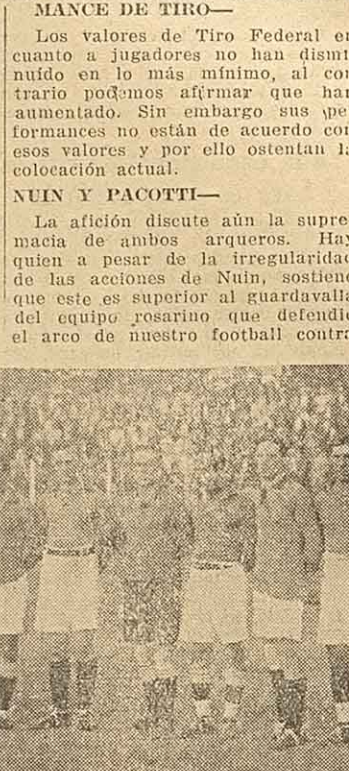 MANCE DE TIRO—
Los valores de Tiro Federal en
cuanto a jugadores no han dismi
nuído en lo más mínimo, al con
trario podemos afirmar que han
aumentado. Sin embargo sus pe
formances no están de acuerdo con
esos valores y por ello ostentan la
colocación actual.
NUIN Y PACOTTI—
La afición discute aún la supre
macia de ambos arqueros. Hay
quien a pesar de la irregularidad
de las acciones de Nuin, sostiene
que este es superior al guardavalla
del equipo rosarino que defendió
el arco de nuestro football contra